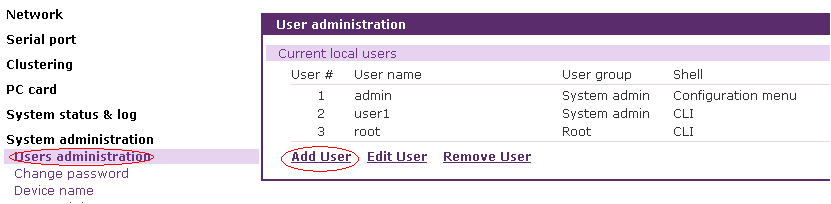 Network
Serial port
Clustering
PC card
System status & log
System administration
Users administration
Change password
Device name
User administration
Current local users
User # User name User group Shell
1 admin System admin Configuration menu
2 user1 System admin CLI
3 root Root CLI
Add User Edit User Remove User